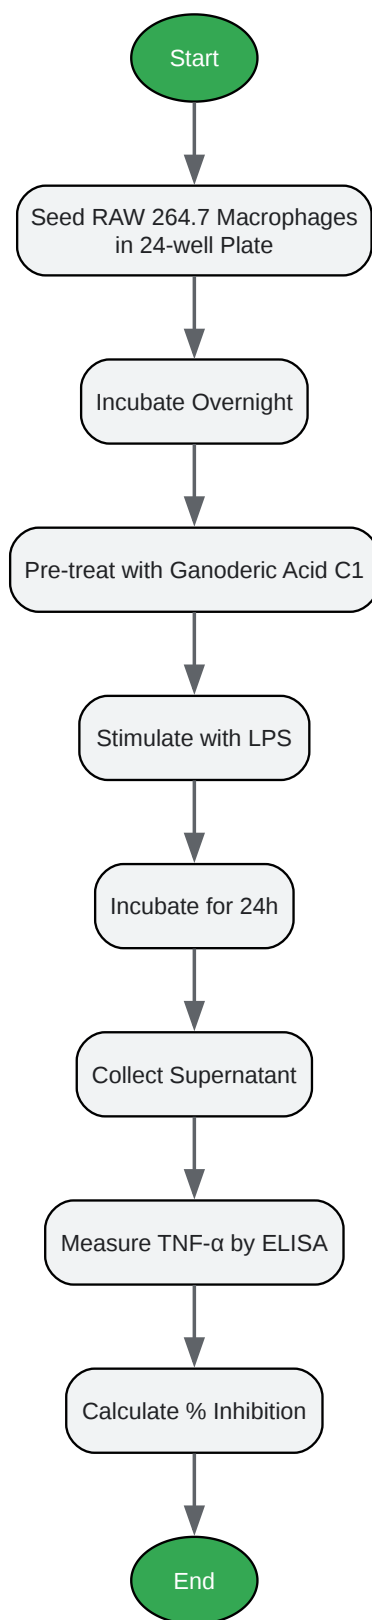 Start
Seed RAW 264.7 Macrophages
in 24-well Plate
Incubate Overnight
Pre-treat with Ganoderic Acid C1
Stimulate with LPS
Incubate for 24h
Collect Supernatant
Measure TNF-α by ELISA
Calculate % Inhibition
End